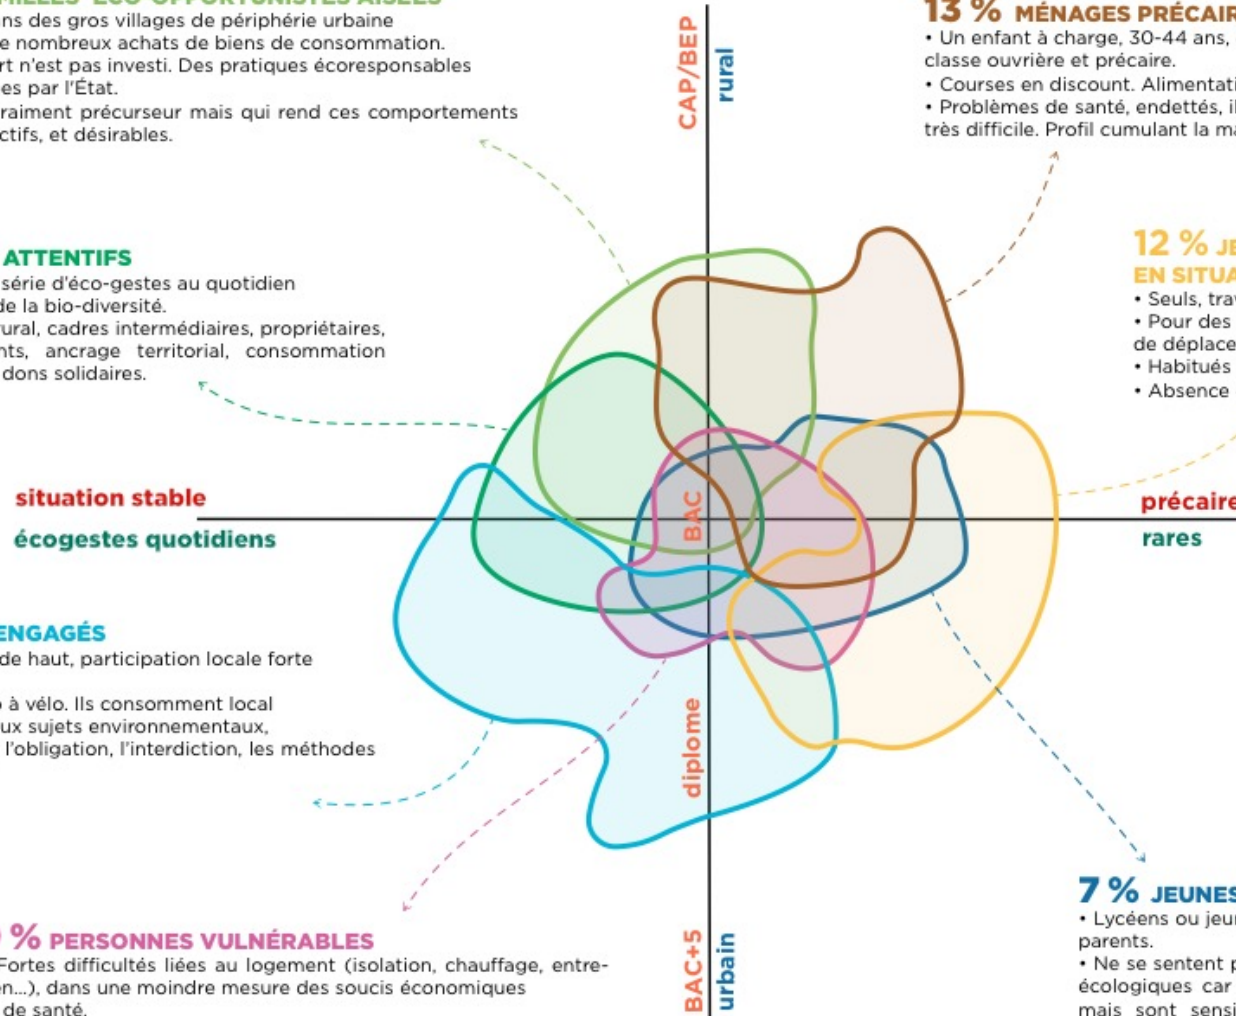 ÉCO-OPPORTUNISTES AISÉES
ns des gros villages de périphérie urbaine
e nombreux achats de biens de consommation.
rt n'est pas investi. Des pratiques écoresponsables
es par l'État.
raiment précurseur mais qui rend ces comportements
ctifs, et désirables.
CAP/BEP
rural
13 % MÉNAGES PRÉCAIR
• Un enfant à charge, 30-44 ans,
classe ouvrière et précaire.
• Courses en discount. Alimentati
• Problèmes de santé, endettés, il
très difficile. Profil cumulant la ma
ATTENTIFS
série d'éco-gestes au quotidien
de la bio-diversité.
rural, cadres intermédiaires, propriétaires,
nts, ancrage territorial, consommation
dons solidaires.
12 % JE
EN SITUA
• Seuls, trav
• Pour des
de déplace
• Habitués
• Absence
situation stable
écogestes quotidiens
BAC
précaire
rares
ENGAGÉS
de haut, participation locale forte
à vélo. Ils consomment local
ux sujets environnementaux,
l'obligation, l'interdiction, les méthodes
diplome
% PERSONNES VULNÉRABLES
Fortes difficultés liées au logement (isolation, chauffage, entre-
en...), dans une moindre mesure des soucis économiques
de santé.
BAC+5
urbain
7 % JEUNES
• Lycéens ou jeun
parents.
• Ne se sentent p
écologiques car
mais sont sensi